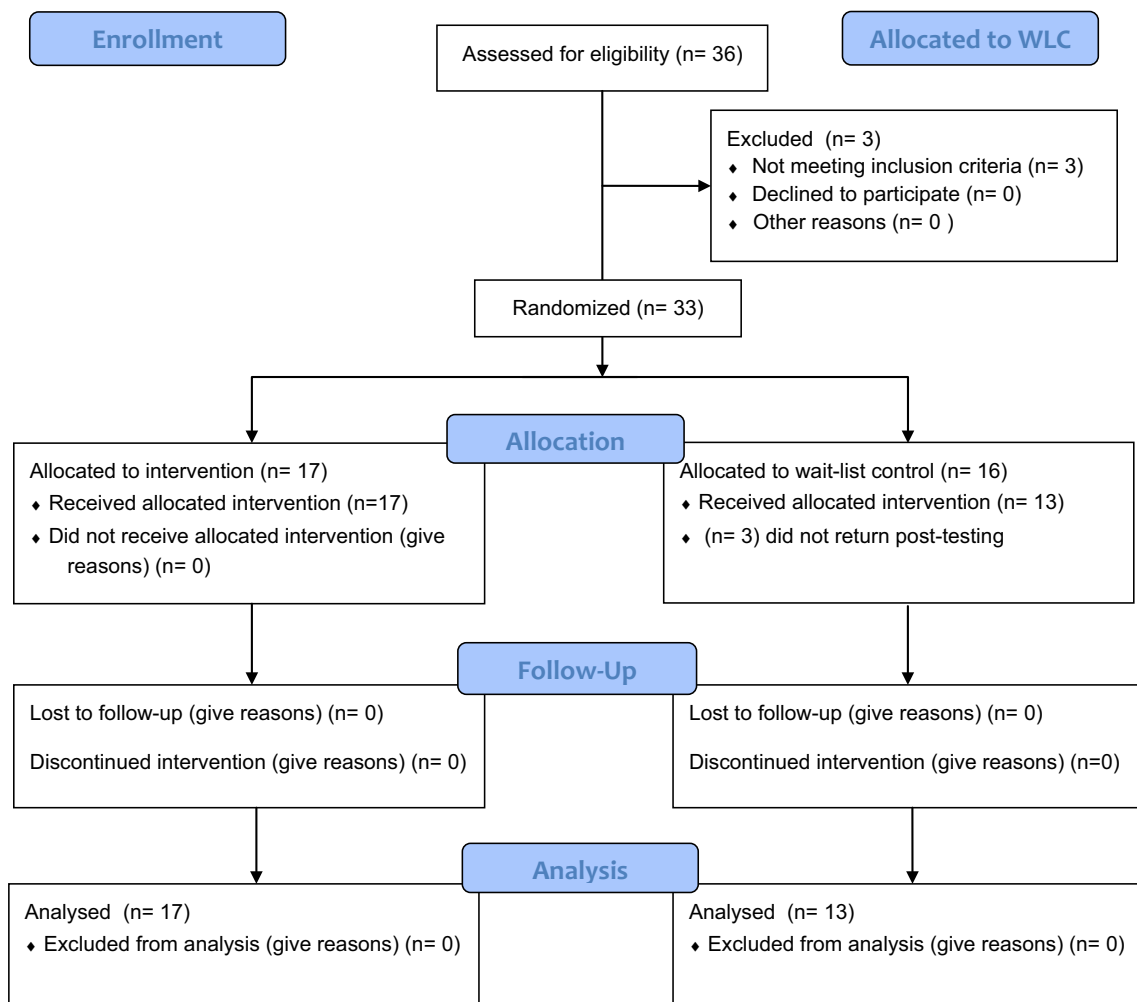 Enrollment
Allocated to WLC
Assessed for eligibility (n= 36)
Excluded (n= 3)
♦ Not meeting inclusion criteria (n= 3)
♦ Declined to participate (n= 0)
♦ Other reasons (n= 0 )
Randomized (n= 33)
Allocation
Allocated to intervention (n= 17)
♦ Received allocated intervention (n=17)
♦ Did not receive allocated intervention (give
reasons) (n= 0)
Allocated to wait-list control (n= 16)
♦ Received allocated intervention (n= 13)
♦ (n= 3) did not return post-testing
Follow-Up
Lost to follow-up (give reasons) (n= 0)
Discontinued intervention (give reasons) (n= 0)
Lost to follow-up (give reasons) (n= 0)
Discontinued intervention (give reasons) (n=0)
Analysis
Analysed (n= 17)
♦ Excluded from analysis (give reasons) (n= 0)
Analysed (n= 13)
♦ Excluded from analysis (give reasons) (n= 0)